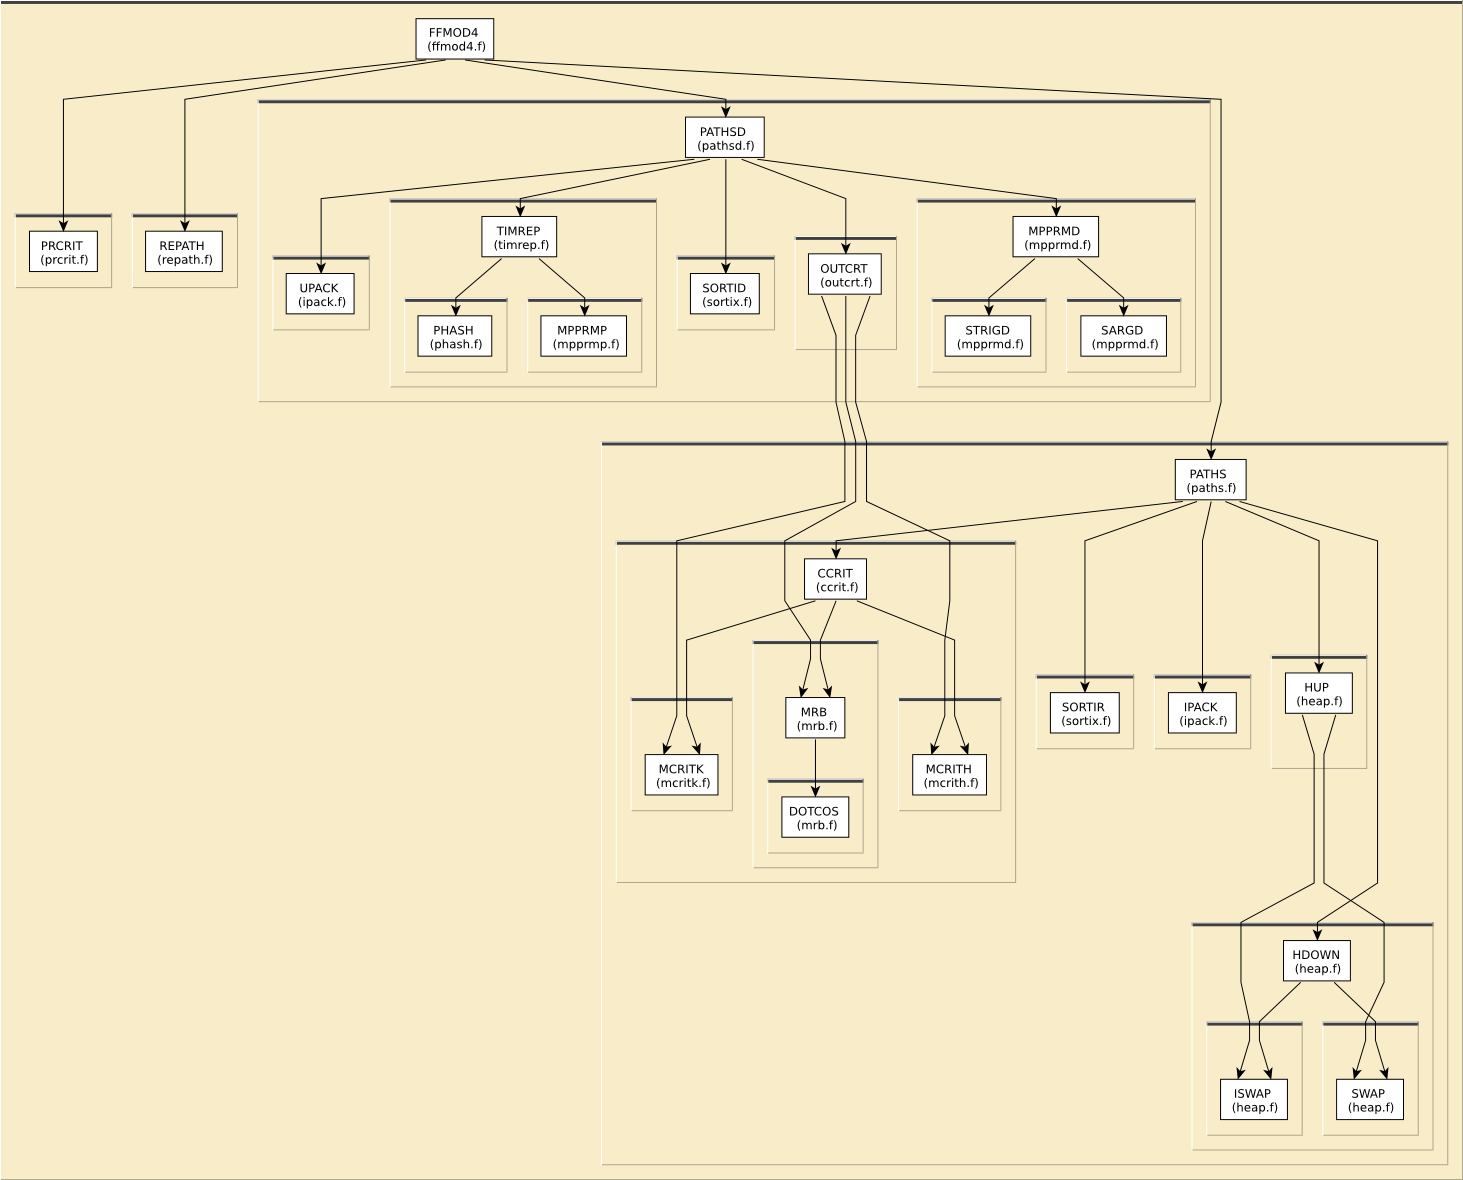 FFMOD4
(ffmod4.f)
PATHSD
(pathsd.f)
PRCRIT
(prcrit.f)
REPATH
(repath.f)
UPACK
(ipack.f)
TIMREP
(timrep.f)
PHASH
(phash.f)
MPPRMP
(mpprmp.f)
SORTID
(sortix.f)
OUTCRT
(outcrt.f)
MPPRMD
(mpprmd.f)
STRIGD
(mpprmd.f)
SARGD
(mpprmd.f)
PATHS
(paths.f)
CCRIT
(ccrit.f)
MCRITK
(mcritk.f)
MRB
(mrb.f)
DOTCOS
(mrb.f)
MCRITH
(mcrith.f)
SORTIR
(sortix.f)
IPACK
(ipack.f)
HUP
(heap.f)
HDOWN
(heap.f)
ISWAP
(heap.f)
SWAP
(heap.f)